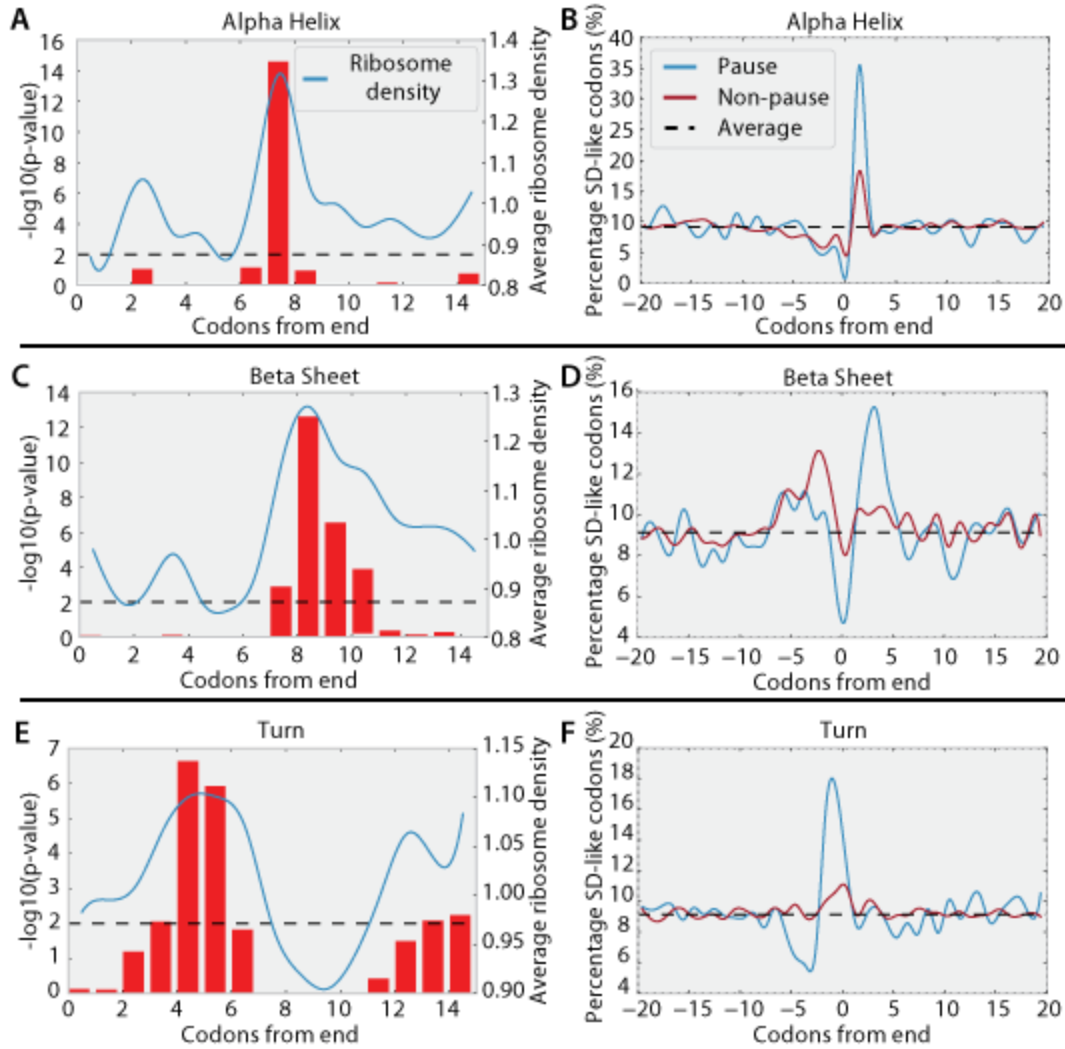 A
Alpha Helix
-log10(p-value)
16
14
12
10
8
6
4
2
0
Ribosome
density
1.4
1.3
1.2
1.1
1.0
0.9
0.8
Average ribosome density
0 2 4 6 8 10 12 14
Codons from end
B
Alpha Helix
Percentage SD-like codons (%)
40
35
30
25
20
15
10
5
0
Pause
Non-pause
Average
−20 −15 −10 −5 0 5 10 15 20
Codons from end
C
Beta Sheet
-log10(p-value)
14
12
10
8
6
4
2
0
1.3
1.2
1.1
1.0
0.9
0.8
Average ribosome density
0 2 4 6 8 10 12 14
Codons from end
D
Beta Sheet
Percentage SD-like codons (%)
16
14
12
10
8
6
4
−20 −15 −10 −5 0 5 10 15 20
Codons from end
E
Turn
-log10(p-value)
7
6
5
4
3
2
1
0
1.15
1.10
1.05
1.00
0.95
0.90
Average ribosome density
0 2 4 6 8 10 12 14
Codons from end
F
Turn
Percentage SD-like codons (%)
20
18
16
14
12
10
8
6
4
−20 −15 −10 −5 0 5 10 15 20
Codons from end